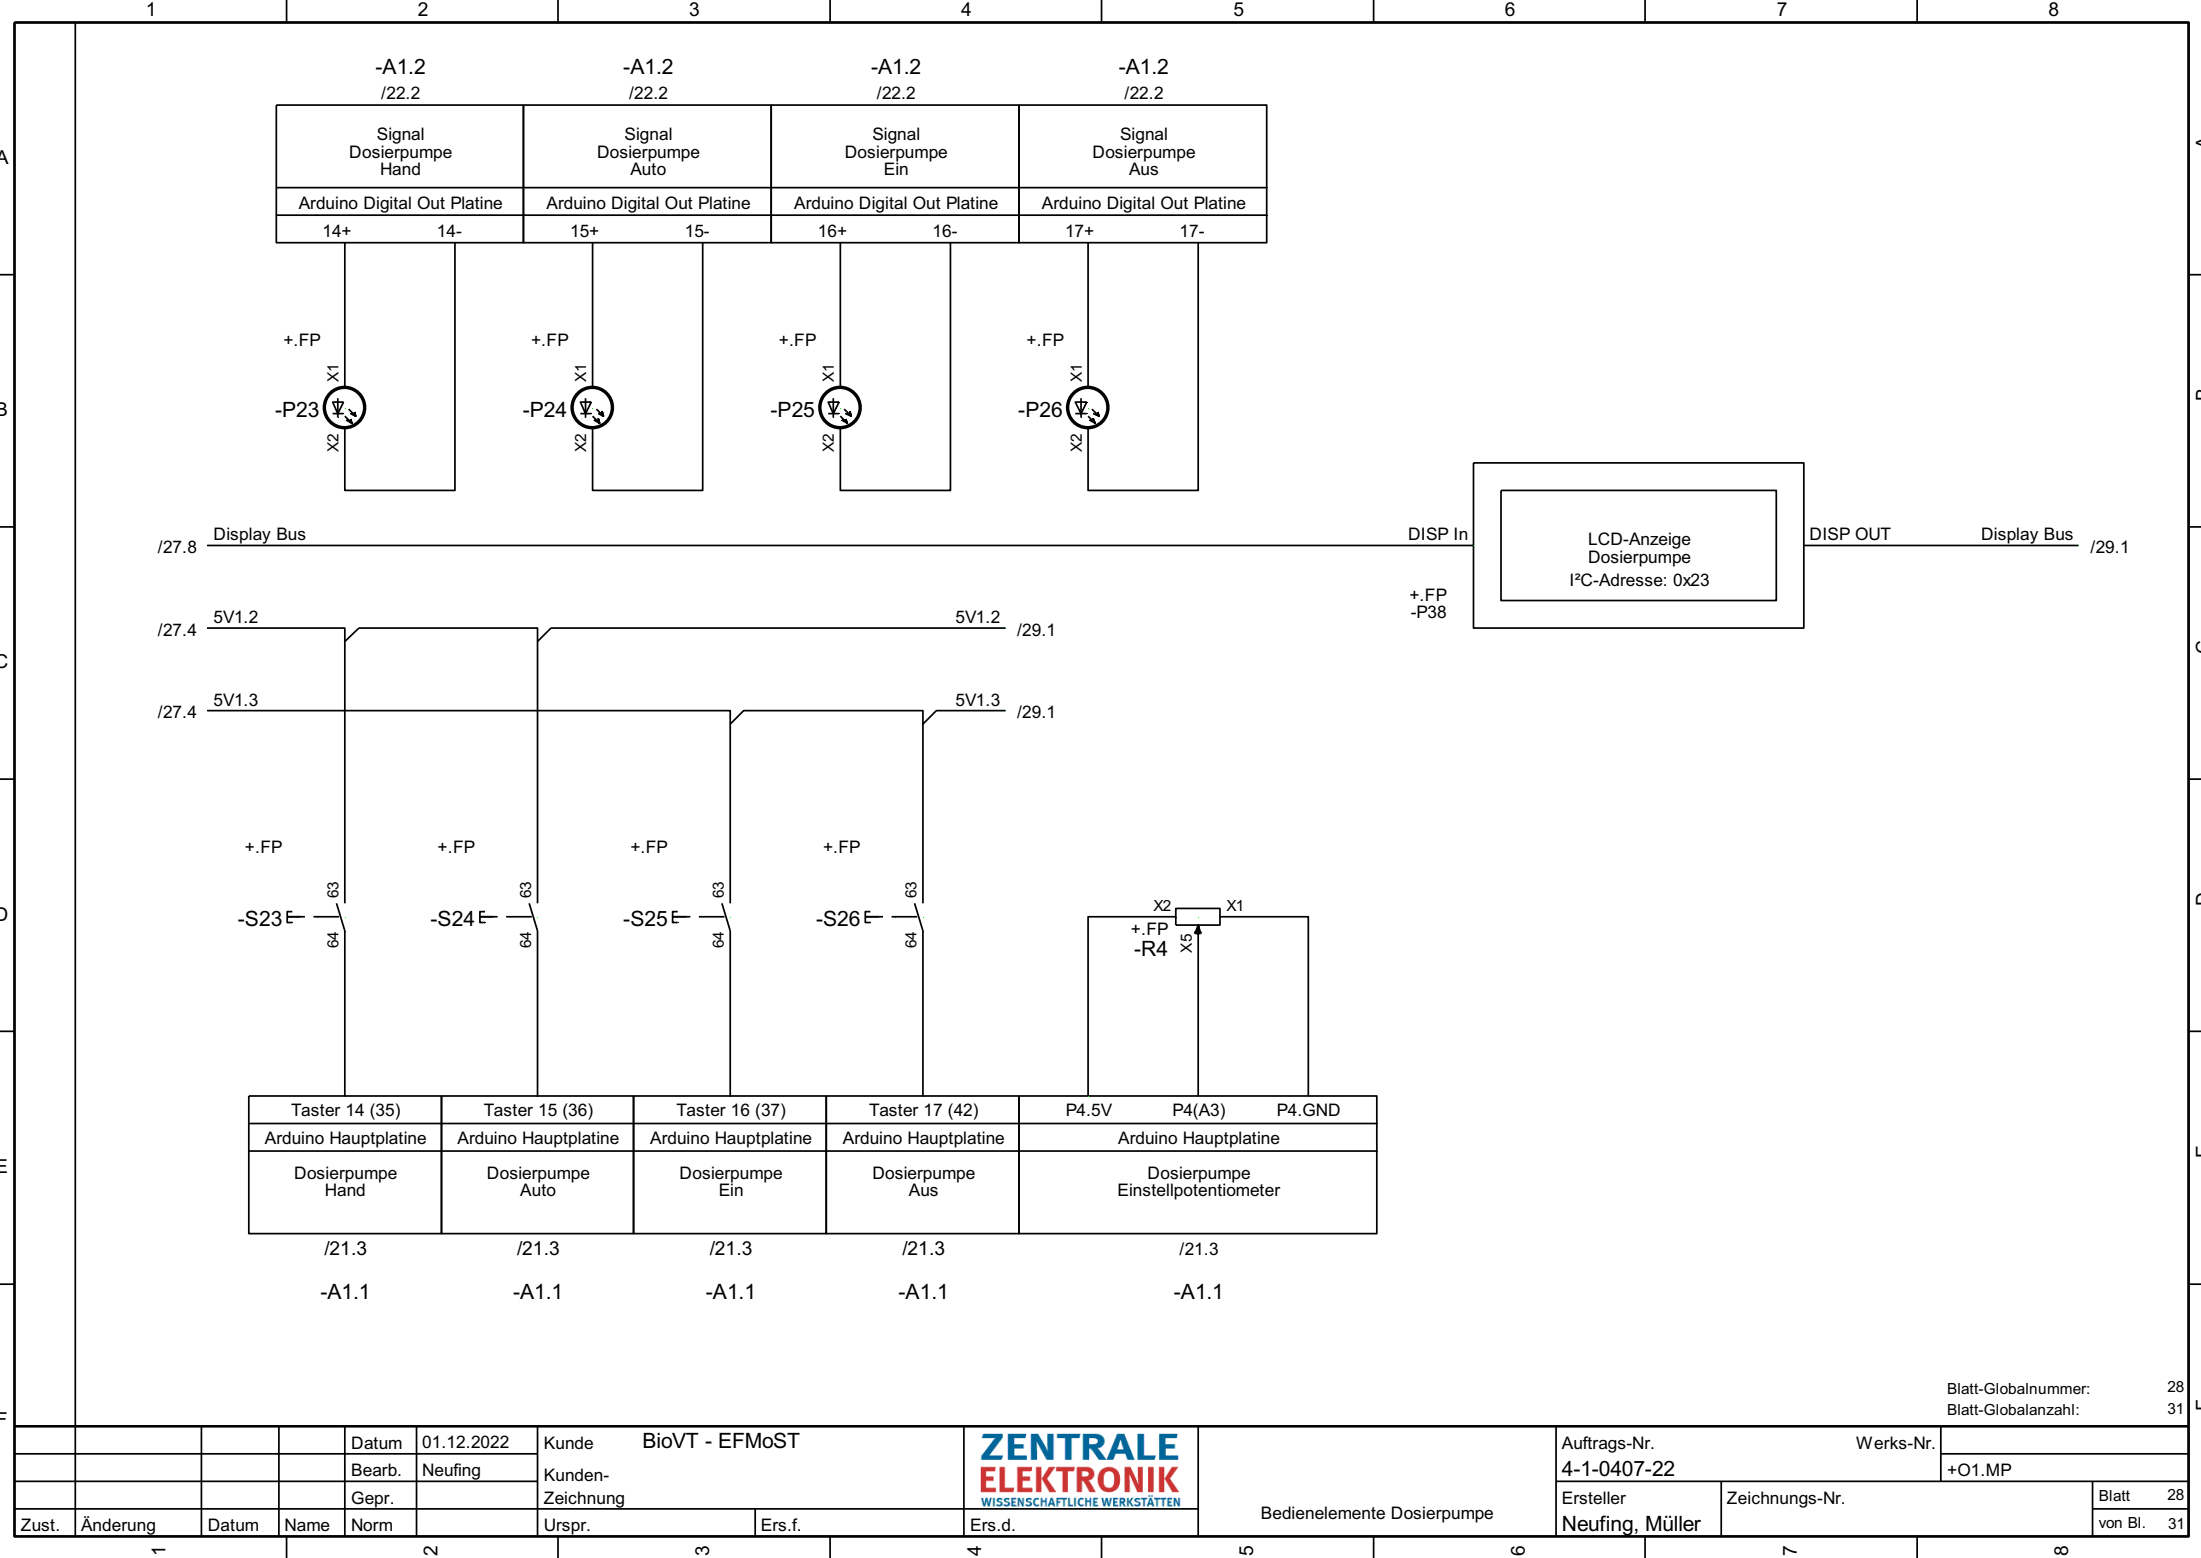 1 2 3 4 5 6 7 8
-A1.2 -A1.2 -A1.2 -A1.2
/22.2 /22.2 /22.2 /22.2
Signal Signal Signal Signal
Dosierpumpe Dosierpumpe Dosierpumpe Dosierpumpe
Hand Auto Ein Aus
A A
Arduino Digital Out Platine Arduino Digital Out Platine Arduino Digital Out Platine Arduino Digital Out Platine
14+ 14- 15+ 15- 16+ 16- 17+ 17-
+.FP +.FP +.FP +.FP
X1 X1 X1 X1
B -P23 -P24 -P25 -P26 B
X2 X2 X2 X2
Display Bus DISP In LCD-Anzeige DISP OUT Display Bus
/27.8 Dosierpumpe /29.1
I²C-Adresse: 0x23
+.FP
-P38
5V1.2 5V1.2
/27.4 /29.1
C C
5V1.3 5V1.3
/27.4 /29.1
+.FP +.FP +.FP +.FP
63 63 63 63
D -S23 -S24 -S25 -S26 X2 X1 D
64 64 64 64 +.FP
-R4 X5
Taster 14 (35) Taster 15 (36) Taster 16 (37) Taster 17 (42) P4.5V P4(A3) P4.GND
Arduino Hauptplatine Arduino Hauptplatine Arduino Hauptplatine Arduino Hauptplatine Arduino Hauptplatine
E E
Dosierpumpe Dosierpumpe Dosierpumpe Dosierpumpe Dosierpumpe
Hand Auto Ein Aus Einstellpotentiometer
/21.3 /21.3 /21.3 /21.3 /21.3
-A1.1 -A1.1 -A1.1 -A1.1 -A1.1
Blatt-Globalnummer: 28
Blatt-Globalanzahl: 31
F F
Datum 01.12.2022 Kunde BioVT - EFMoST
Bearb. Neufing Kunden-
Gepr. Zeichnung
Zust. Änderung Datum Name Norm Urspr. Ers.f. Ers.d.
ZENTRALE
ELEKTRONIK
WISSENSCHAFTLICHE WERKSTÄTTEN
Bedienelemente Dosierpumpe
Auftrags-Nr. Werks-Nr.
4-1-0407-22 +O1.MP
Ersteller Zeichnungs-Nr. Blatt 28
Neufing, Müller von Bl. 31
1 2 3 4 5 6 7 8